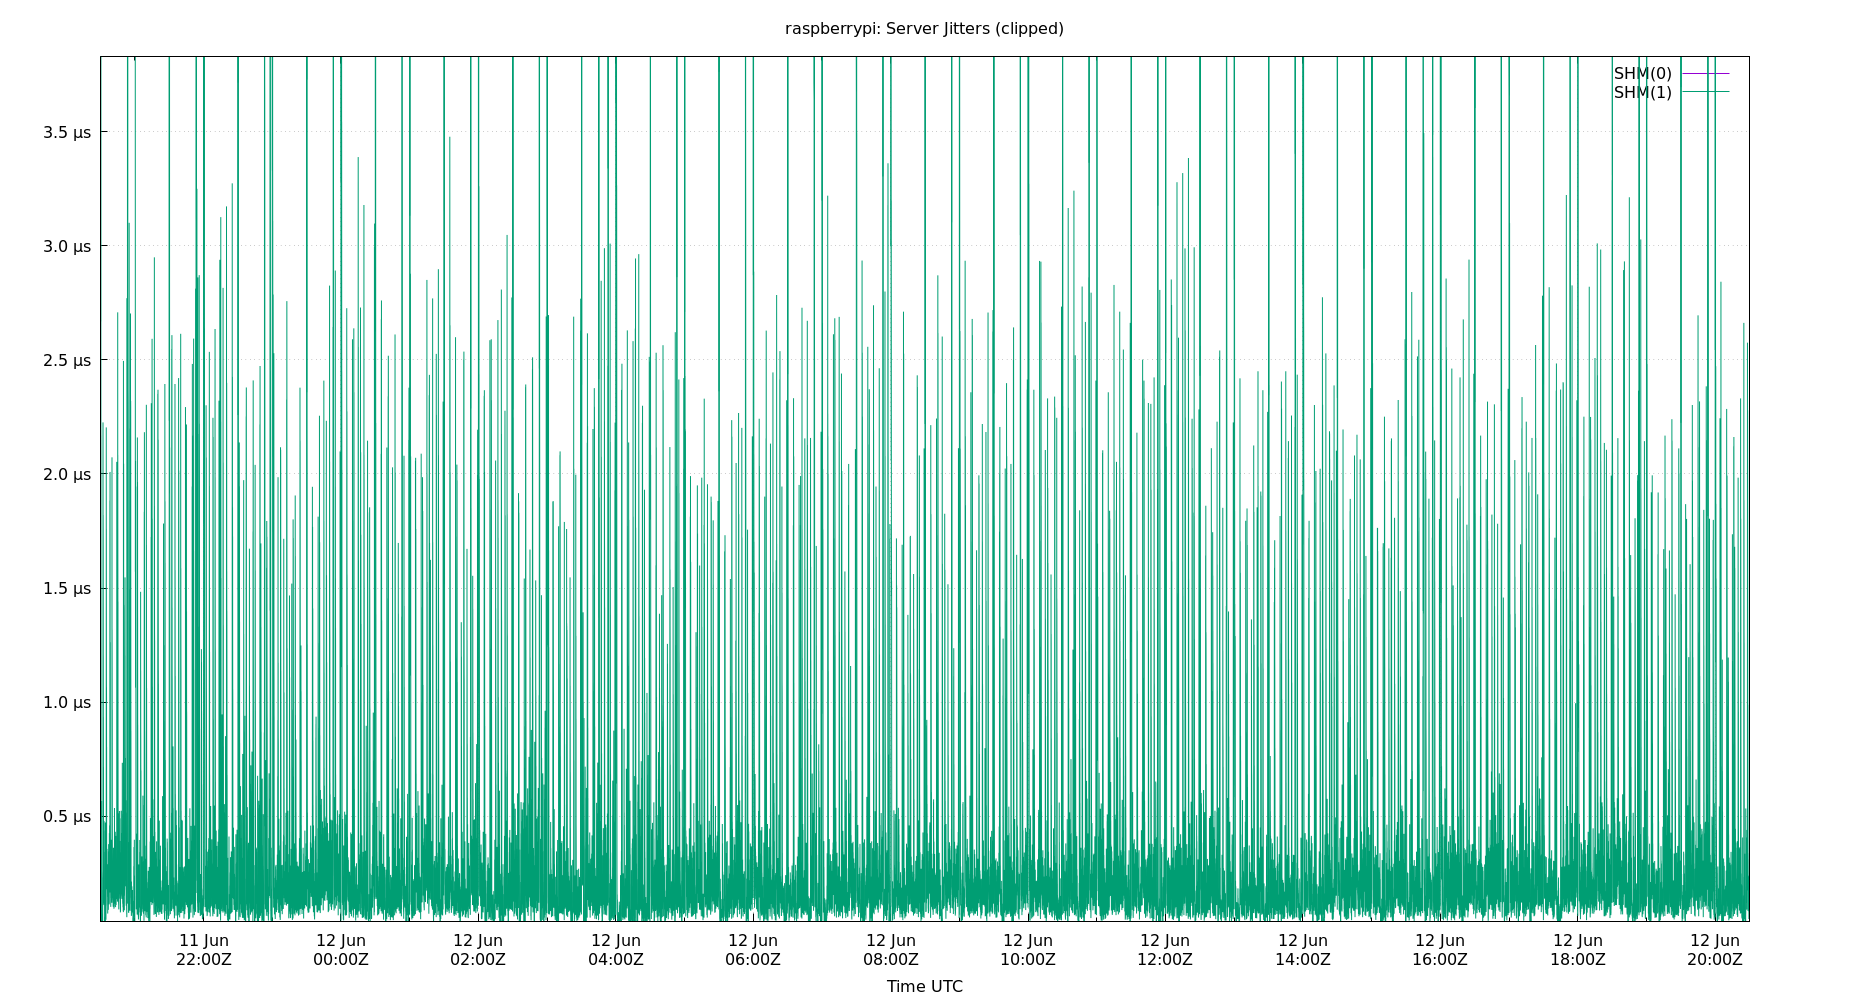 raspberrypi: Server Jitters (clipped)
SHM(0)
SHM(1)
3.5 µs
3.0 µs
2.5 µs
2.0 µs
1.5 µs
1.0 µs
0.5 µs
11 Jun 12 Jun 12 Jun 12 Jun 12 Jun 12 Jun 12 Jun 12 Jun 12 Jun 12 Jun 12 Jun 12 Jun
22:00Z 00:00Z 02:00Z 04:00Z 06:00Z 08:00Z 10:00Z 12:00Z 14:00Z 16:00Z 18:00Z 20:00Z
Time UTC